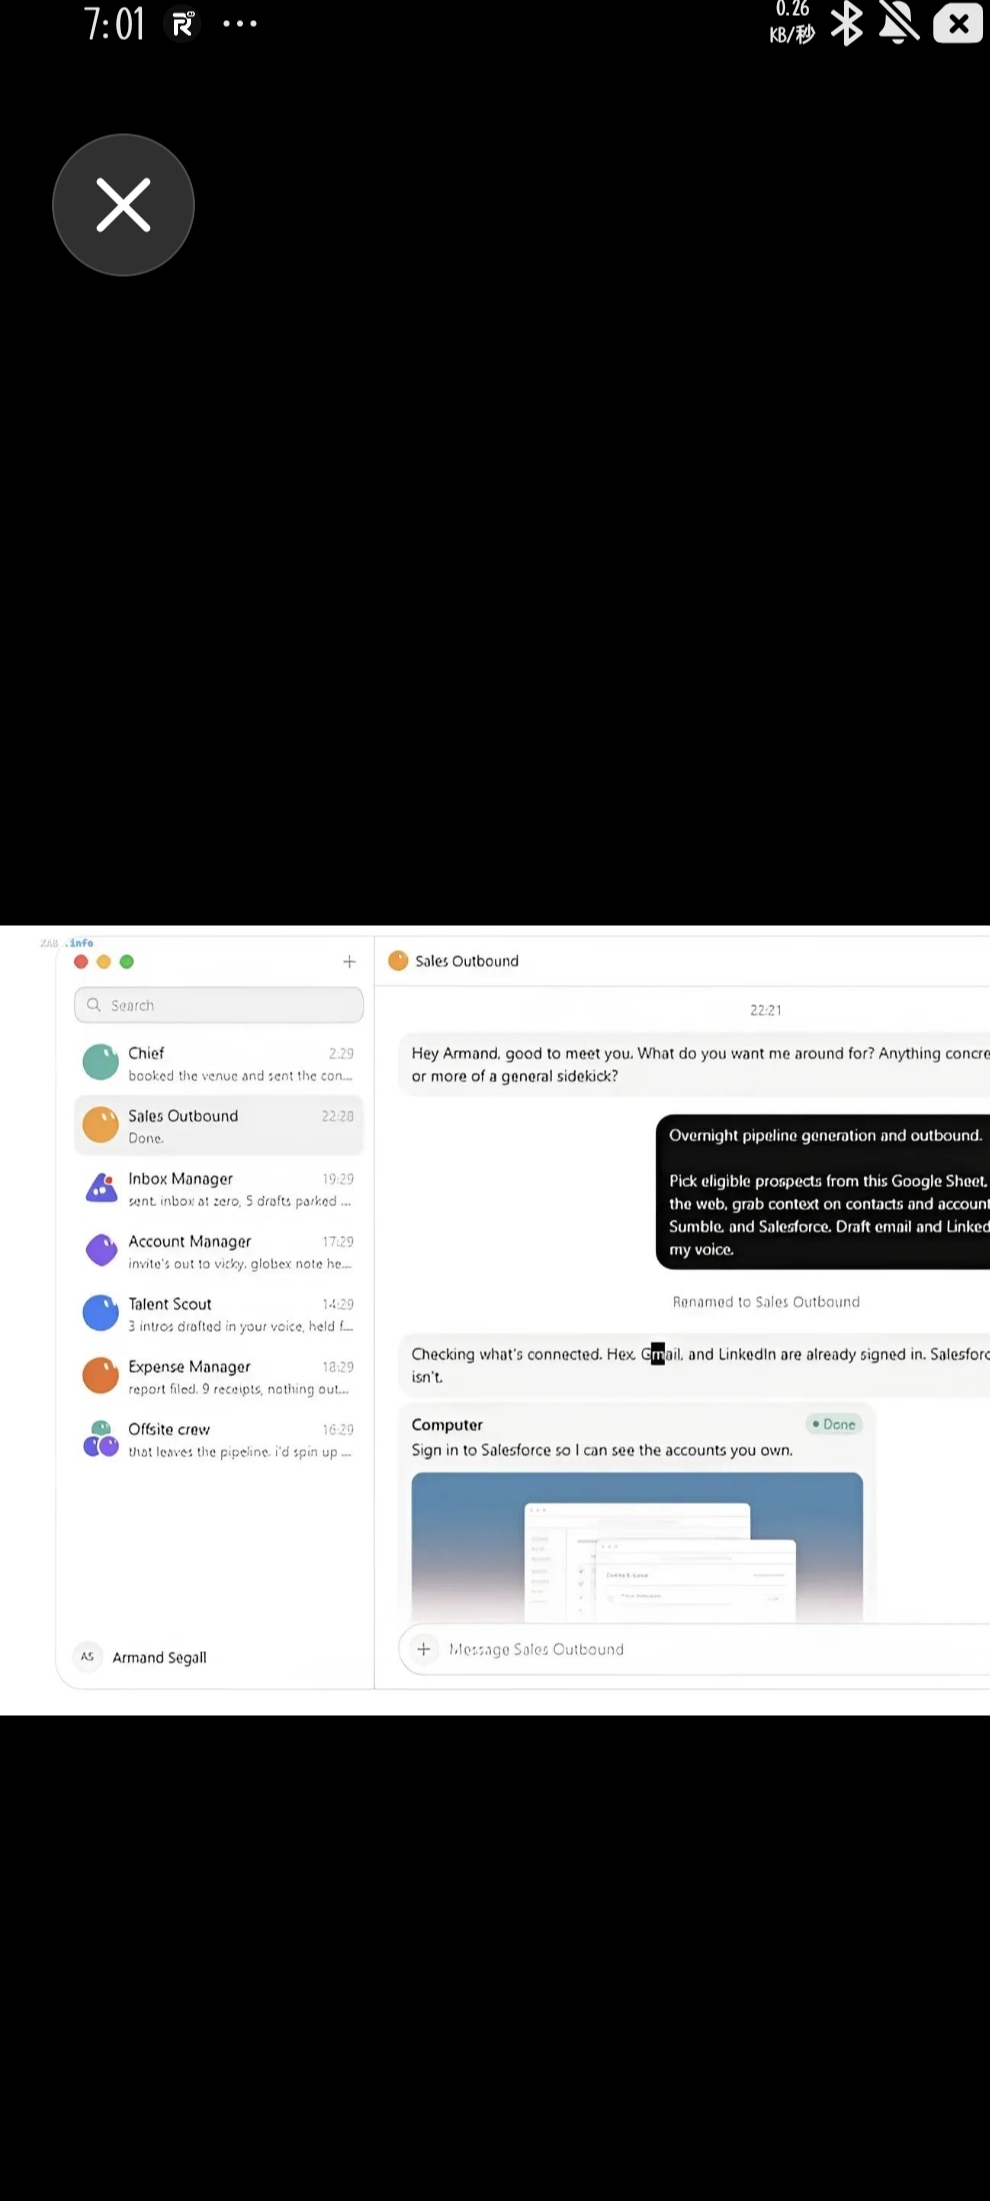 7:01
0.26
KB/秒
.info
Search
Chief 2:29
booked the venue and sent the con...
Sales Outbound 22:28
Done.
Inbox Manager 19:29
sent. inbox at zero, 5 drafts parked ...
Account Manager 17:29
invite's out to vicky. globex note he...
Talent Scout 14:29
3 intros drafted in your voice, held f...
Expense Manager 18:29
report filed. 9 receipts, nothing out...
Offsite crew 16:29
that leaves the pipeline. i'd spin up ...
AS Armand Segall
Sales Outbound
22:21
Hey Armand, good to meet you. What do you want me around for? Anything concre
or more of a general sidekick?
Overnight pipeline generation and outbound.
Pick eligible prospects from this Google Sheet.
the web, grab context on contacts and account
Sumble, and Salesforce. Draft email and Linked
my voice.
Renamed to Sales Outbound
Checking what's connected. Hex, Gmail, and LinkedIn are already signed in. Salesforc
isn't.
Computer • Done
Sign in to Salesforce so I can see the accounts you own.
Message Sales Outbound